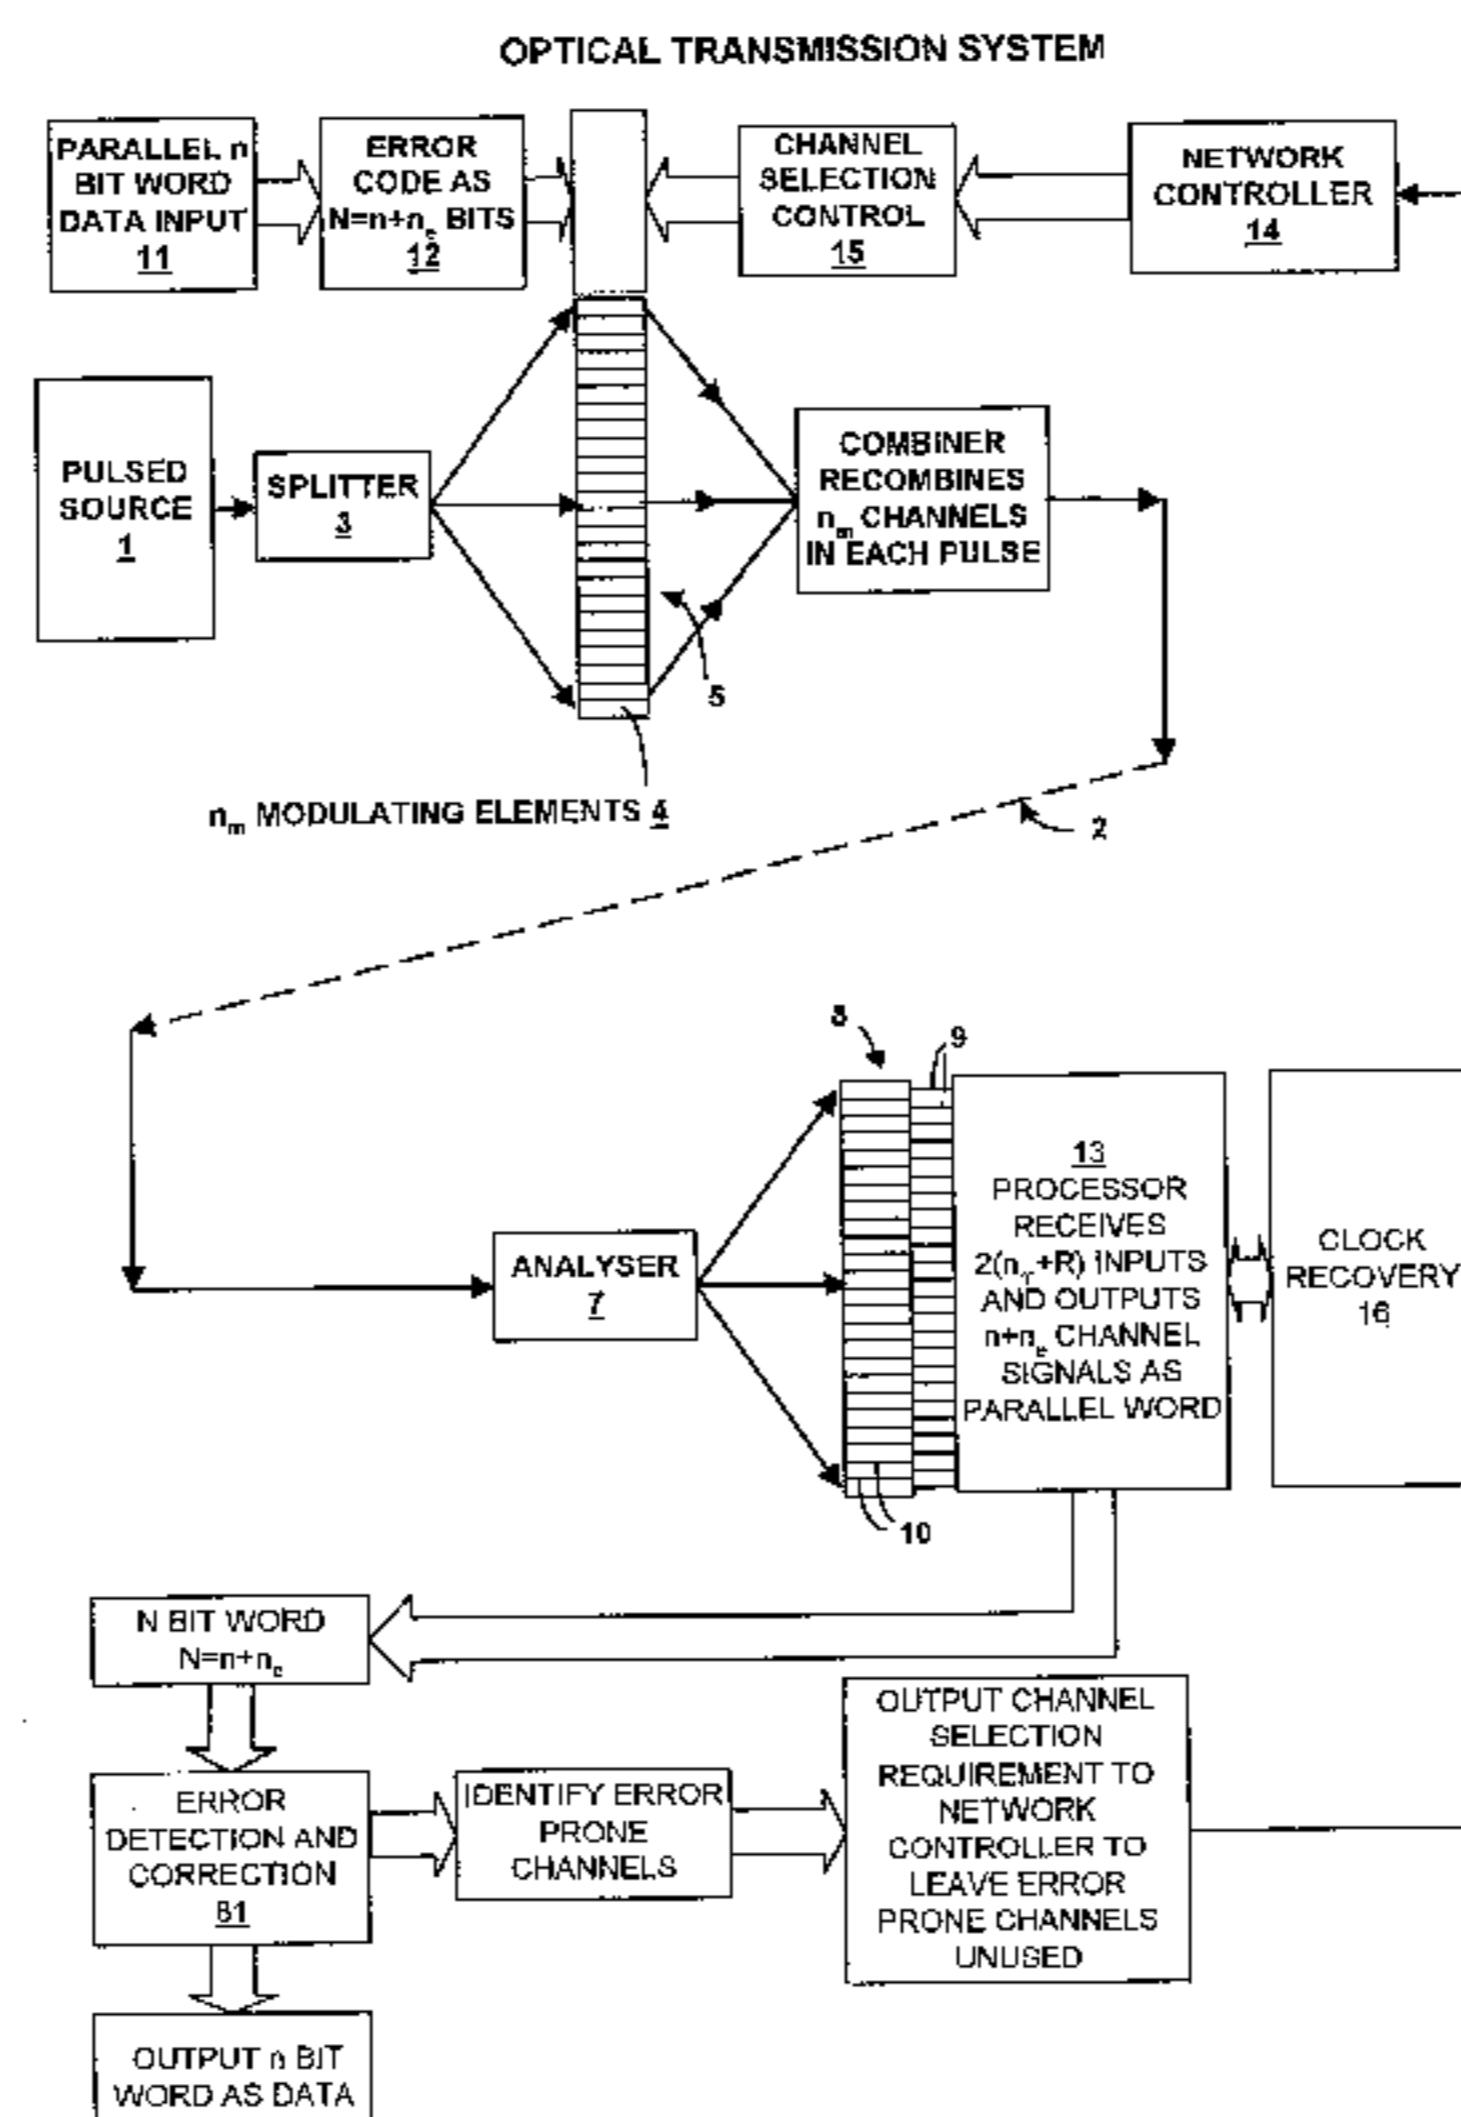 OPTICAL TRANSMISSION SYSTEM
PARALLEL n
BIT WORD
DATA INPUT
11
ERROR
CODE AS
N=n+nₑ BITS
12
CHANNEL
SELECTION
CONTROL
15
NETWORK
CONTROLLER
14
PULSED
SOURCE
1
SPLITTER
3
COMBINER
RECOMBINES
nₘ CHANNELS
IN EACH PULSE
5
nₘ MODULATING ELEMENTS 4
2
8
9
ANALYSER
7
13
PROCESSOR
RECEIVES
2(nᵣ+R) INPUTS
AND OUTPUTS
n+nₑ CHANNEL
SIGNALS AS
PARALLEL WORD
CLOCK
RECOVERY
16
10
N BIT WORD
N=n+nₑ
ERROR
DETECTION AND
CORRECTION
81
IDENTIFY ERROR
PRONE
CHANNELS
OUTPUT CHANNEL
SELECTION
REQUIREMENT TO
NETWORK
CONTROLLER TO
LEAVE ERROR
PRONE CHANNELS
UNUSED
OUTPUT n BIT
WORD AS DATA